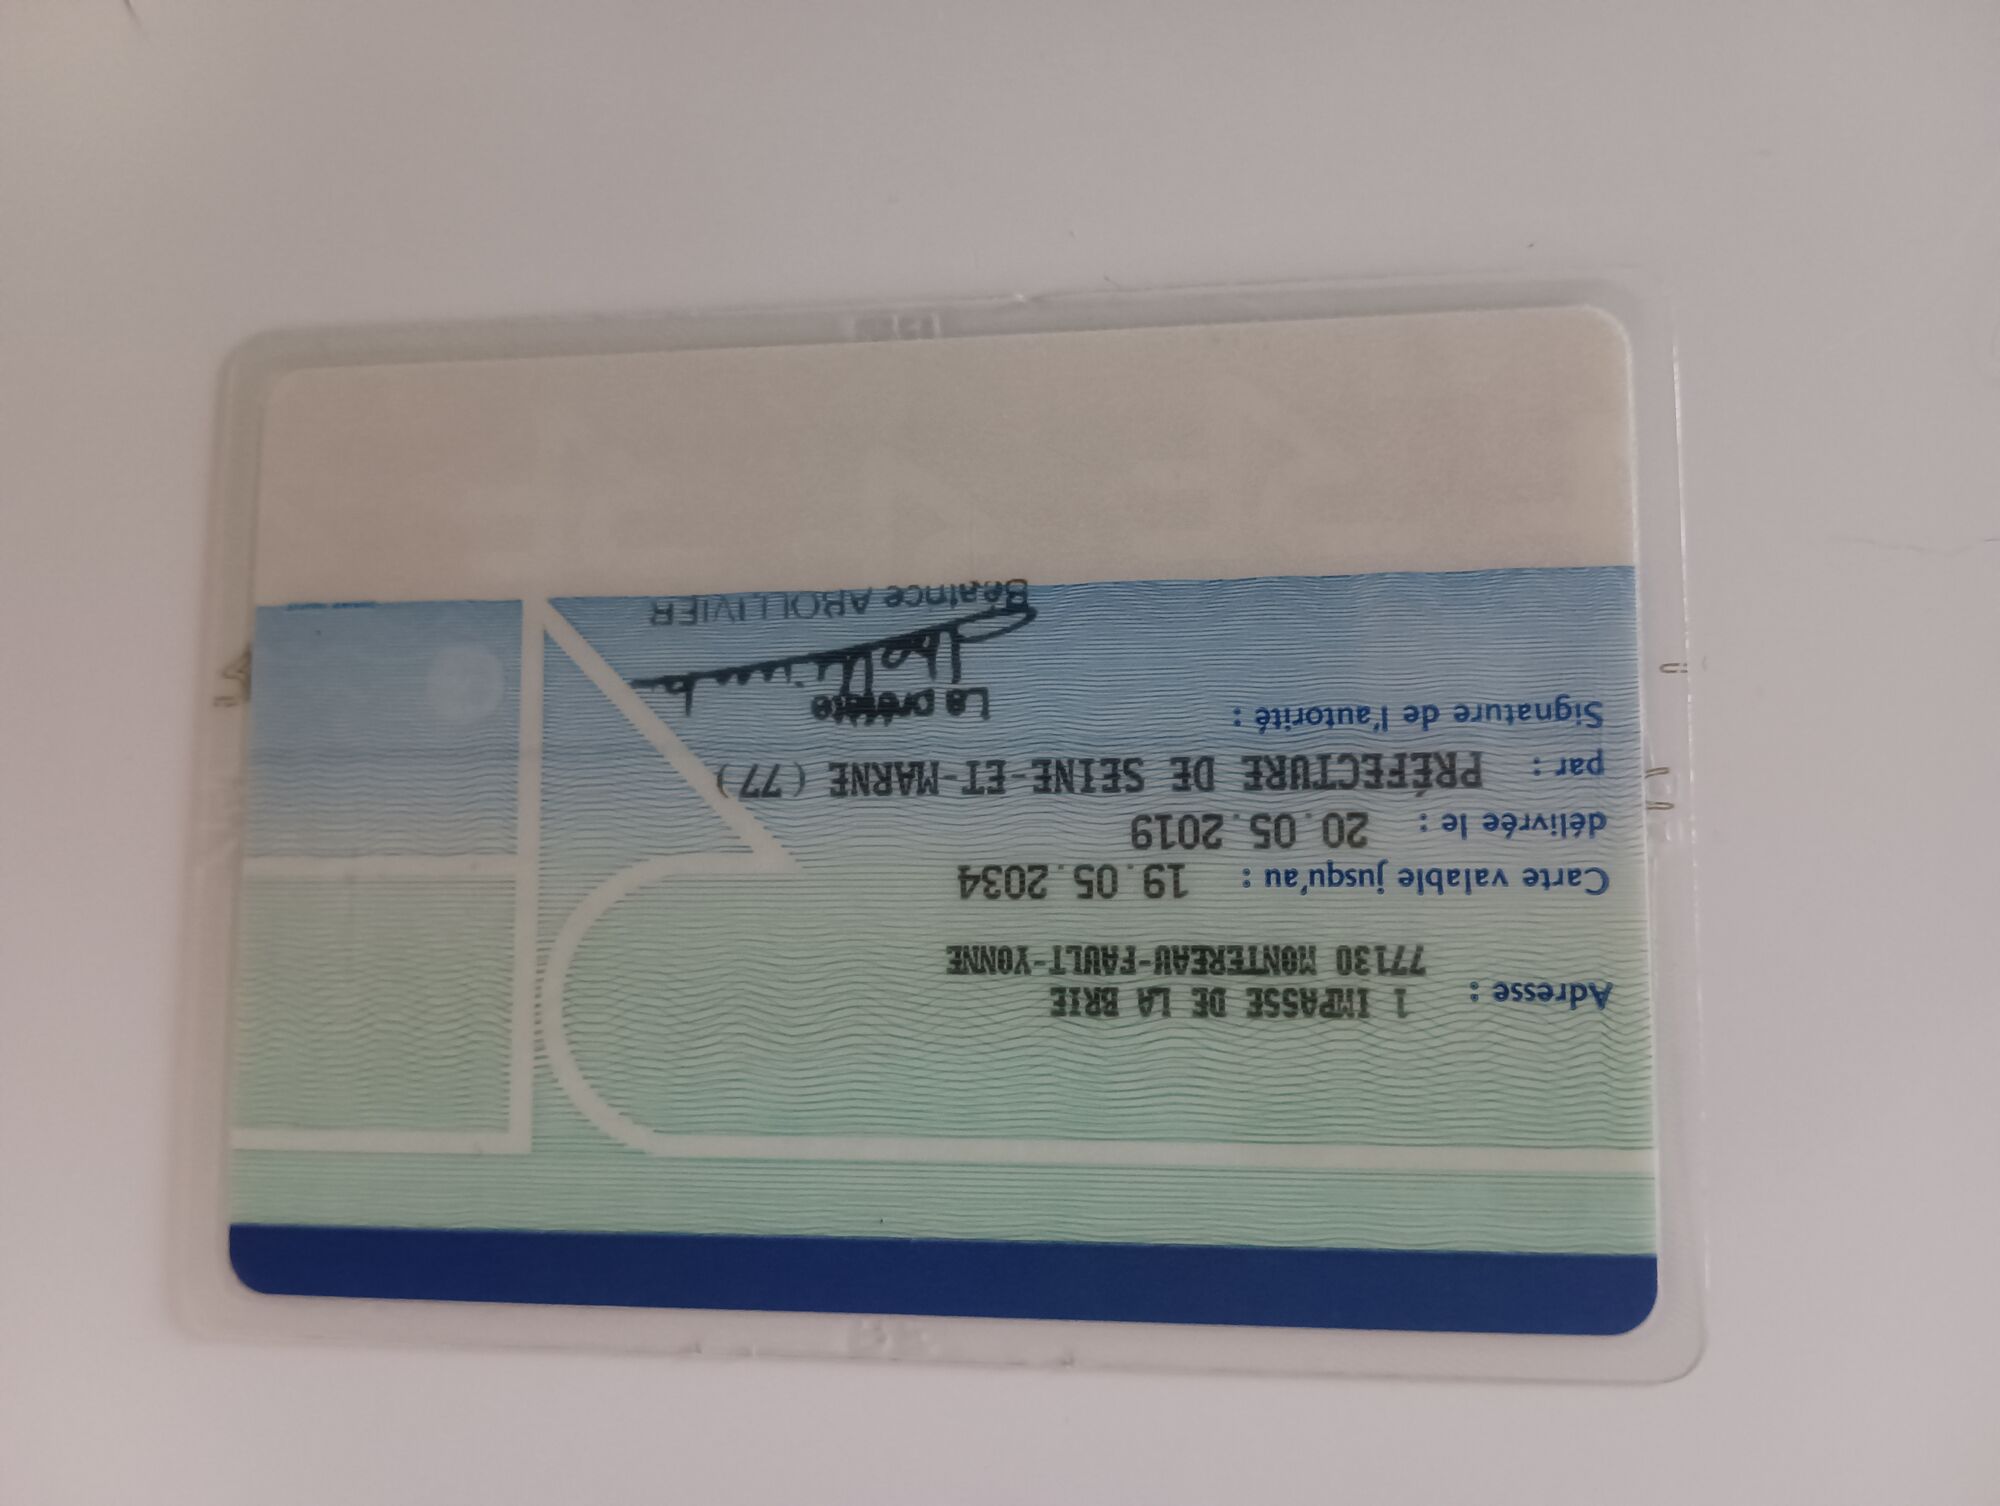 Adresse : 1 IMPASSE DE LA BRIE
77130 MONTEREAU-FAULT-YONNE
Carte valable jusqu'au : 19.05.2034
délivrée le : 20.05.2019
par : PRÉFECTURE DE SEINE-ET-MARNE (77)
Signature de l'autorité :
La préfète
Béatrice ABOLLIVIER